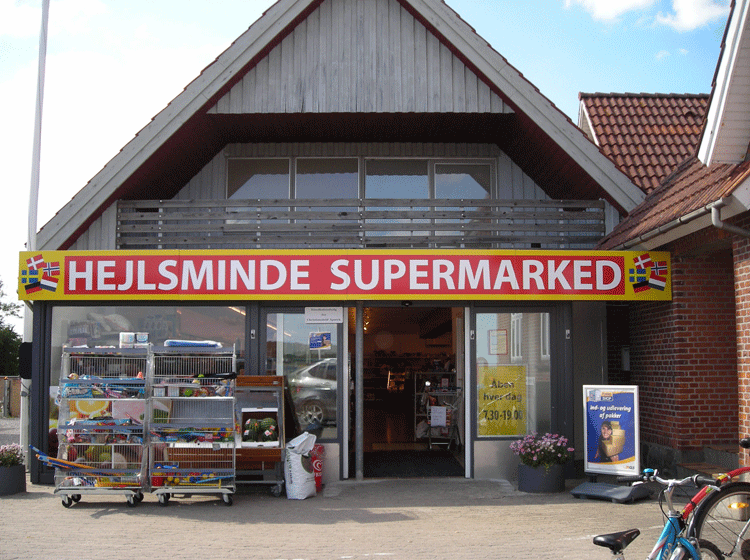 HEJLSMINDE SUPERMARKED
Åben
hver dag
7.30-19.00
ind- og udlevering
af pakker